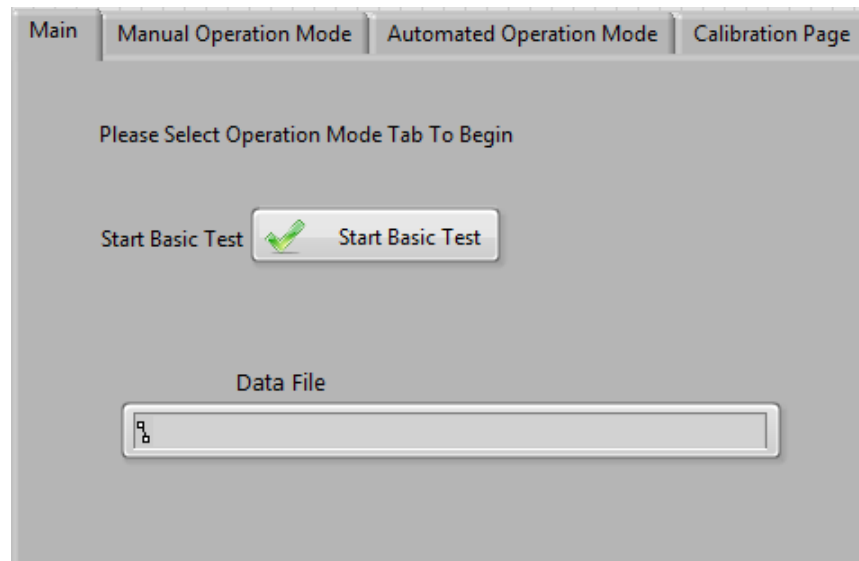 Main
Manual Operation Mode
Automated Operation Mode
Calibration Page
Please Select Operation Mode Tab To Begin
Start Basic Test
Start Basic Test
Data File